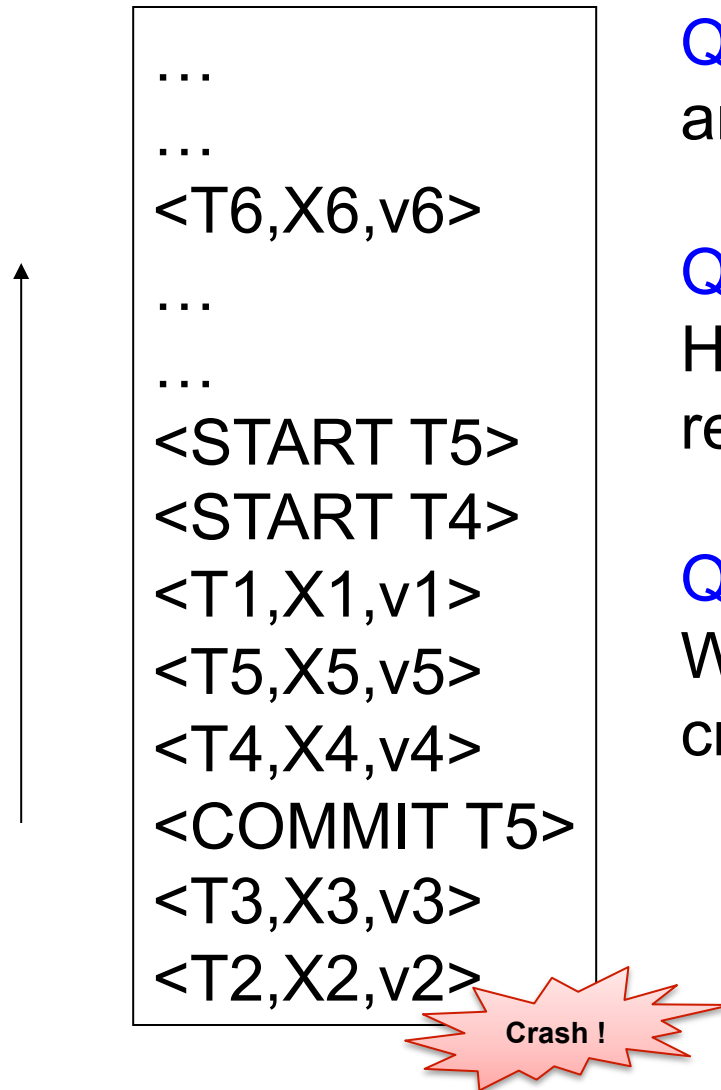 …
…
<T6,X6,v6>
…
…
<START T5>
<START T4>
<T1,X1,v1>
<T5,X5,v5>
<T4,X4,v4>
<COMMIT T5>
<T3,X3,v3>
<T2,X2,v2>
Crash !